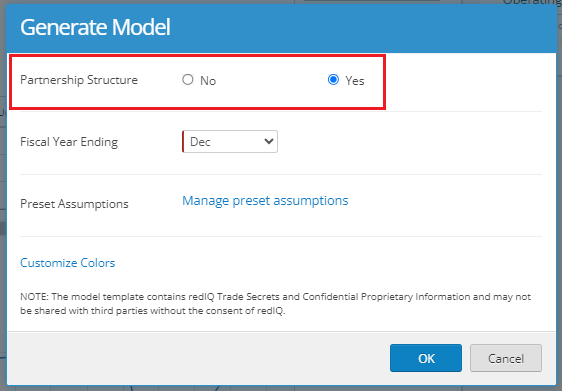 Operating
Generate Model
Partnership Structure No Yes
Fiscal Year Ending Dec
Preset Assumptions Manage preset assumptions
Customize Colors
NOTE: The model template contains redIQ Trade Secrets and Confidential Proprietary Information and may not
be shared with third parties without the consent of redIQ.
OK Cancel